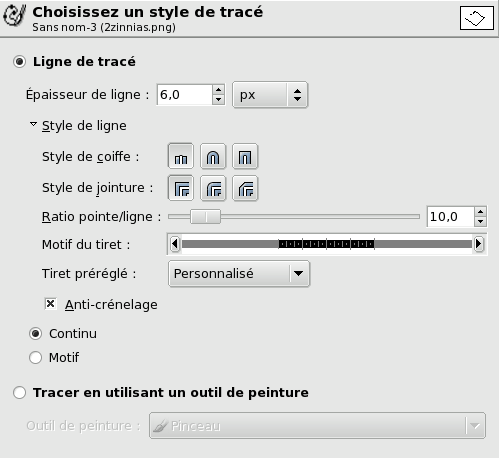 Choisissez un style de tracé
Sans nom-3 (2zinnias.png)
Ligne de tracé
Épaisseur de ligne : 6,0 px
Style de ligne
Style de coiffe :
Style de jointure :
Ratio pointe/ligne : 10,0
Motif du tiret :
Tiret préréglé : Personnalisé
Anti-crénelage
Continu
Motif
Tracer en utilisant un outil de peinture
Outil de peinture : Pinceau